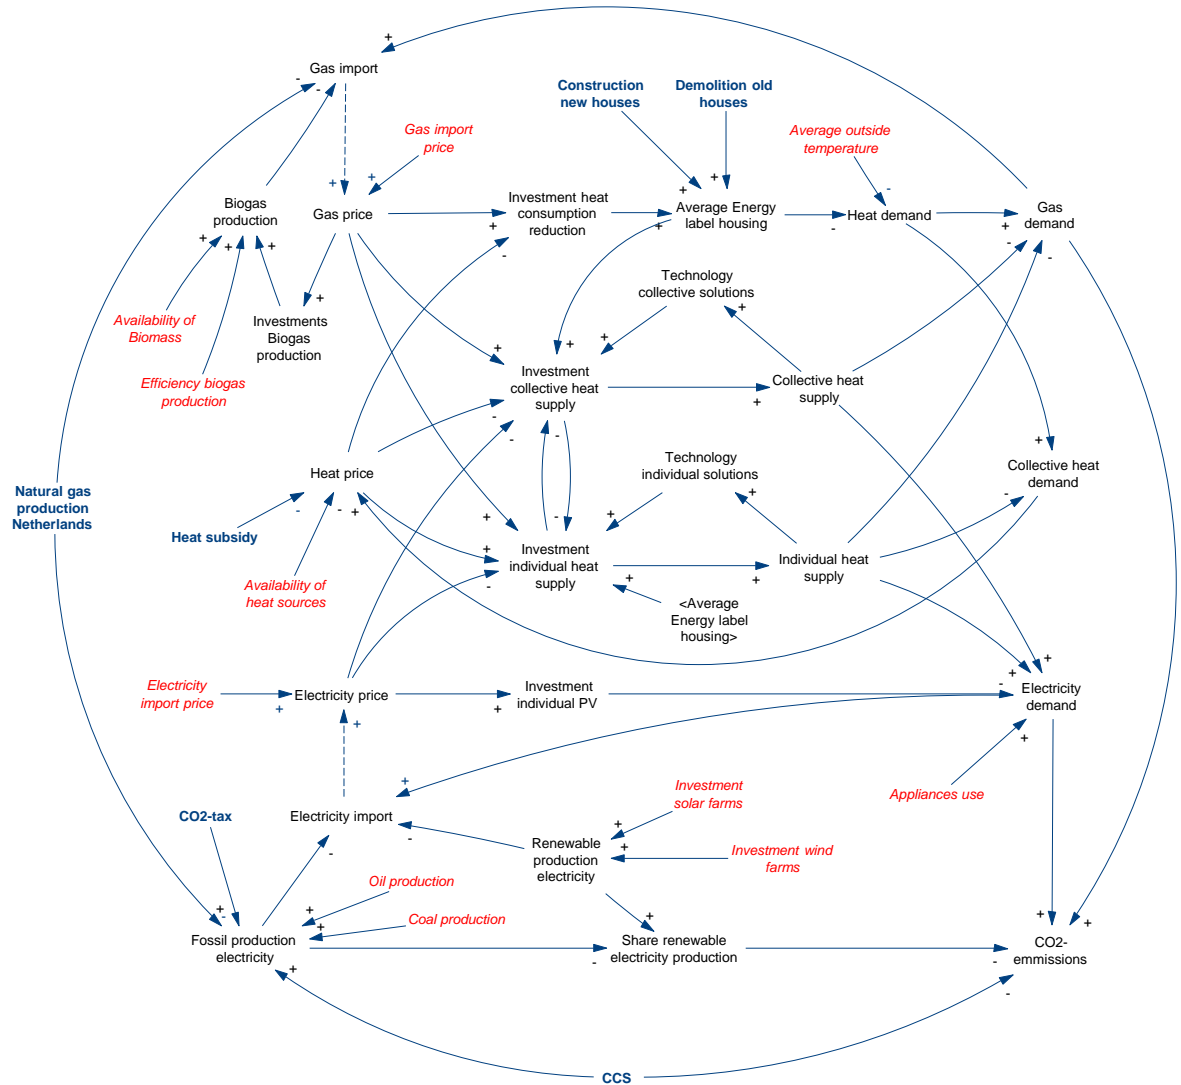 Gas import
Construction
new houses
Demolition old
houses
Gas import
price
Average outside
temperature
Biogas
production
Gas price
Investment heat
consumption
reduction
Average Energy
label housing
Heat demand
Gas
demand
Technology
collective solutions
Availability of
Biomass
Investments
Biogas
production
Efficiency biogas
production
Investment
collective heat
supply
Collective heat
supply
Heat price
Technology
individual solutions
Collective heat
demand
Natural gas
production
Netherlands
Heat subsidy
Availability of
heat sources
Investment
individual heat
supply
Individual heat
supply
<Average
Energy label
housing>
Electricity
import price
Electricity price
Investment
individual PV
Electricity
demand
Appliances use
Investment
solar farms
CO2-tax
Electricity import
Renewable
production
electricity
Investment wind
farms
Oil production
Coal production
Fossil production
electricity
Share renewable
electricity production
CO2-
emmissions
CCS